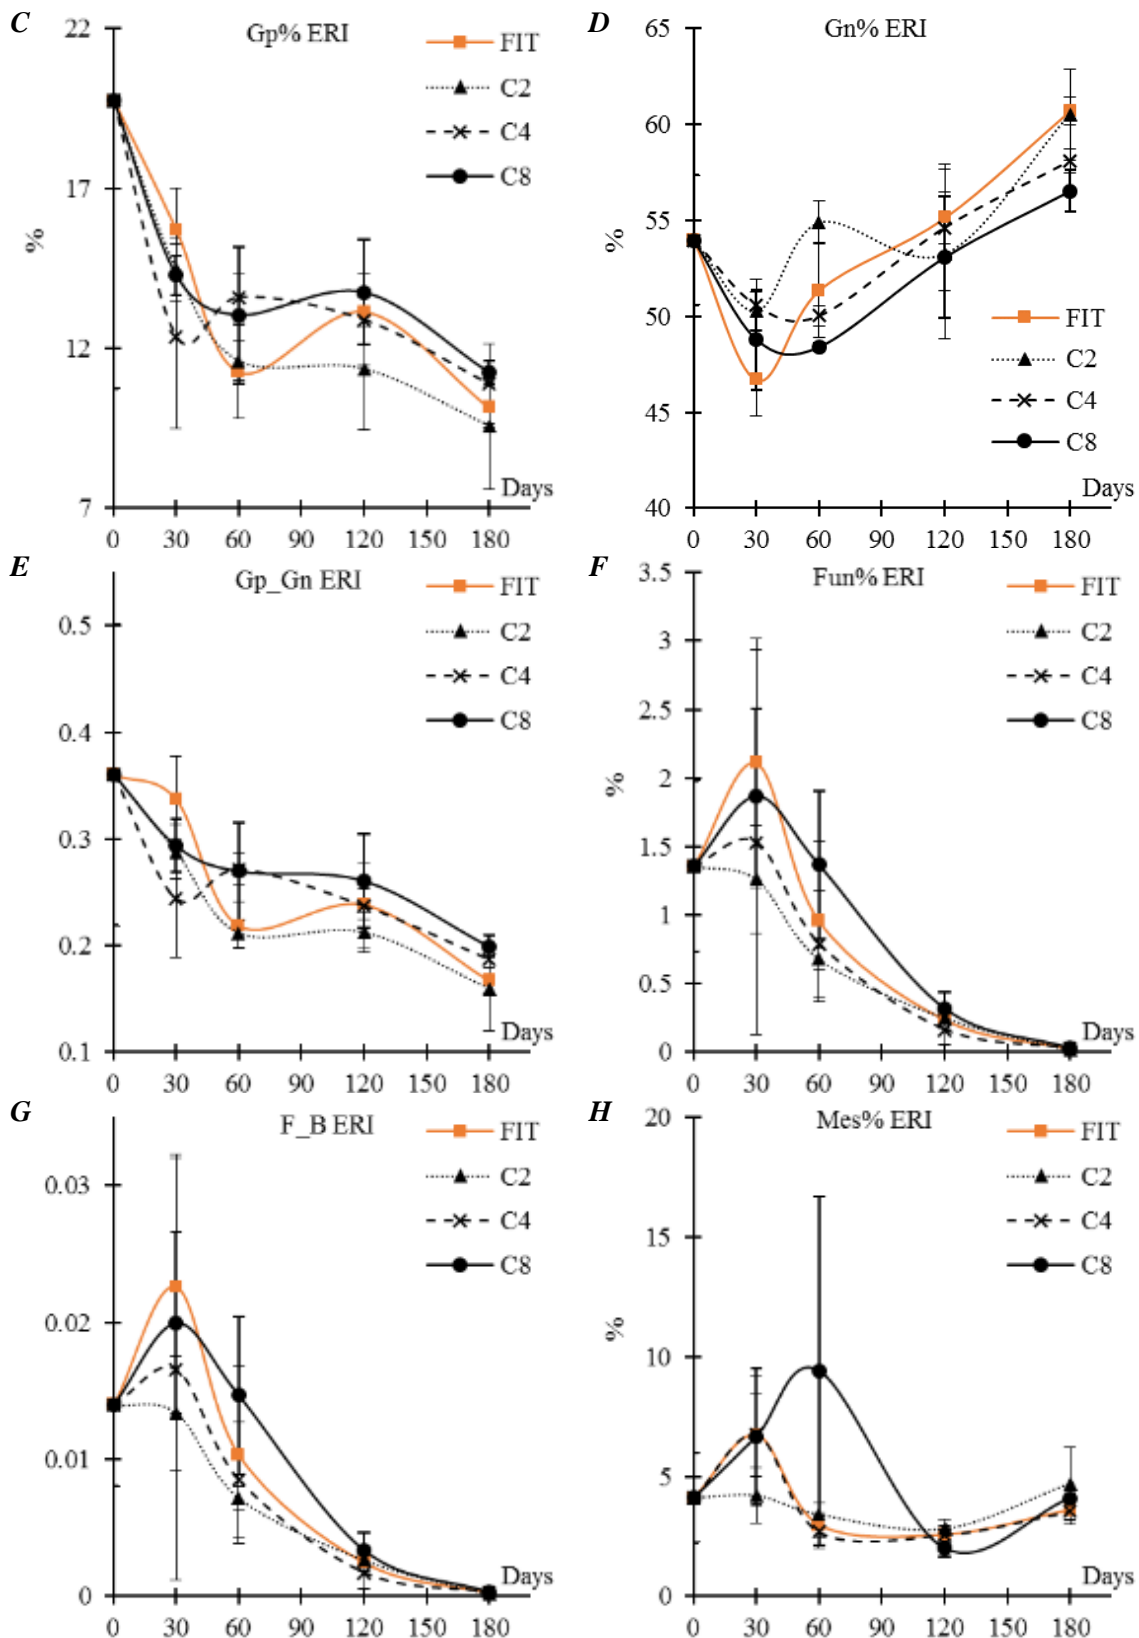 C
Gp% ERI
22
17
12
7
%
FIT
C2
C4
C8
Days
0 30 60 90 120 150 180
D
Gn% ERI
65
60
55
50
45
40
%
FIT
C2
C4
C8
Days
0 30 60 90 120 150 180
E
Gp_Gn ERI
0.5
0.4
0.3
0.2
0.1
FIT
C2
C4
C8
Days
0 30 60 90 120 150 180
F
Fun% ERI
3.5
3
2.5
2
1.5
1
0.5
0
%
FIT
C2
C4
C8
Days
0 30 60 90 120 150 180
G
F_B ERI
0.03
0.02
0.01
0
FIT
C2
C4
C8
Days
0 30 60 90 120 150 180
H
Mes% ERI
20
15
10
5
0
%
FIT
C2
C4
C8
Days
0 30 60 90 120 150 180